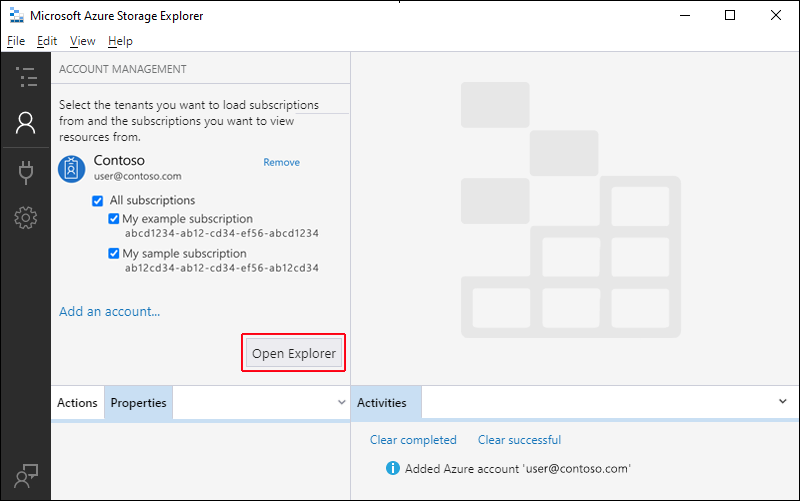 Microsoft Azure Storage Explorer
File Edit View Help
ACCOUNT MANAGEMENT
Select the tenants you want to load subscriptions
from and the subscriptions you want to view
resources from.
Contoso
Remove
user@contoso.com
All subscriptions
My example subscription
abcd1234-ab12-cd34-ef56-abcd1234
My sample subscription
ab12cd34-ab12-cd34-ef56-ab12cd34
Add an account...
Open Explorer
Actions Properties
Activities
Clear completed Clear successful
Added Azure account 'user@contoso.com'